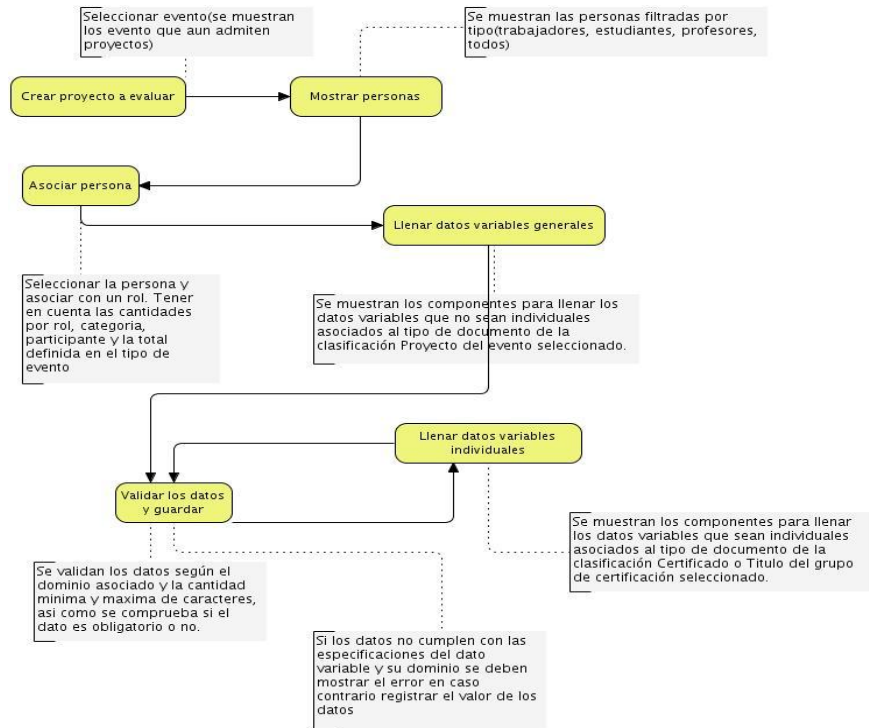 Seleccionar evento(se muestran
los evento que aun admiten
proyectos)
Se muestran las personas filtradas por
tipo(trabajadores, estudiantes, profesores,
todos)
Crear proyecto a evaluar
Mostrar personas
Asociar persona
Llenar datos variables generales
Seleccionar la persona y
asociar con un rol. Tener
en cuenta las cantidades
por rol, categoria,
participante y la total
definida en el tipo de
evento
Se muestran los componentes para llenar los
datos variables que no sean individuales
asociados al tipo de documento de la
clasificación Proyecto del evento seleccionado.
Llenar datos variables
individuales
Validar los datos
y guardar
Se muestran los componentes para llenar
los datos variables que sean individuales
asociados al tipo de documento de la
clasificación Certificado o Titulo del grupo
de certificación seleccionado.
Se validan los datos según el
dominio asociado y la cantidad
minima y maxima de caracteres,
asi como se comprueba si el
dato es obligatorio o no.
Si los datos no cumplen con las
especificaciones del dato
variable y su dominio se deben
mostrar el error en caso
contrario registrar el valor de los
datos